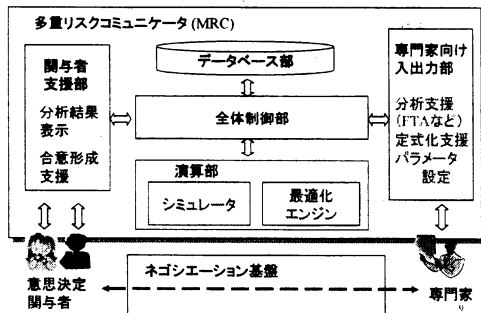 多重リスクコミュニケータ(MRC)
関与者
支援部
分析結果
表示
合意形成
支援
データベース部
全体制御部
演算部
シミュレータ
最適化
エンジン
専門家向け
入出力部
分析支援
(FTAなど)
定式化支援
パラメータ
設定
意思決定
関与者
ネゴシエーション基盤
専門家
9